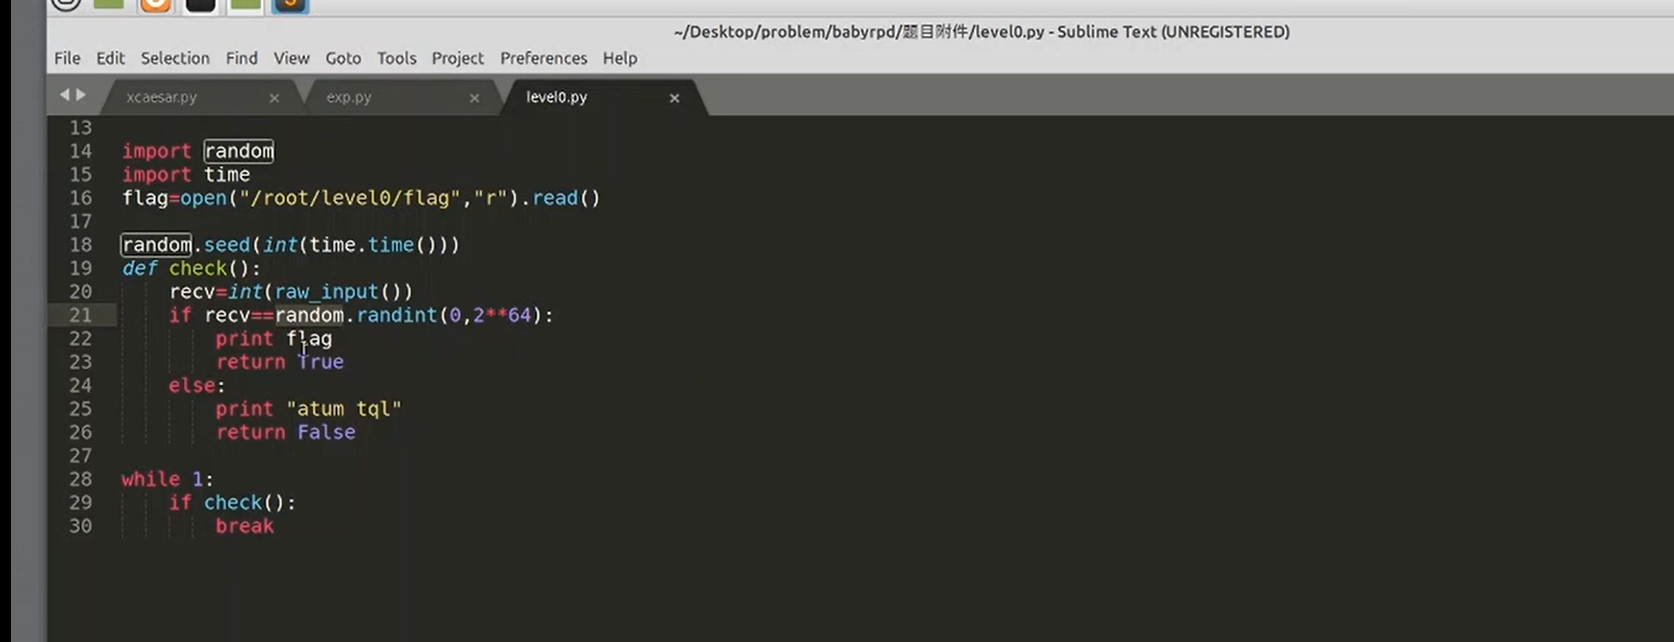 ~/Desktop/problem/babyrpd/题目附件/level0.py - Sublime Text (UNREGISTERED)
File Edit Selection Find View Goto Tools Project Preferences Help
xcaesar.py × exp.py × level0.py ×
13
14 import random
15 import time
16 flag=open("/root/level0/flag","r").read()
17
18 random.seed(int(time.time()))
19 def check():
20     recv=int(raw_input())
21     if recv==random.randint(0,2**64):
22         print flag
23         return True
24     else:
25         print "atum tql"
26         return False
27
28 while 1:
29     if check():
30         break